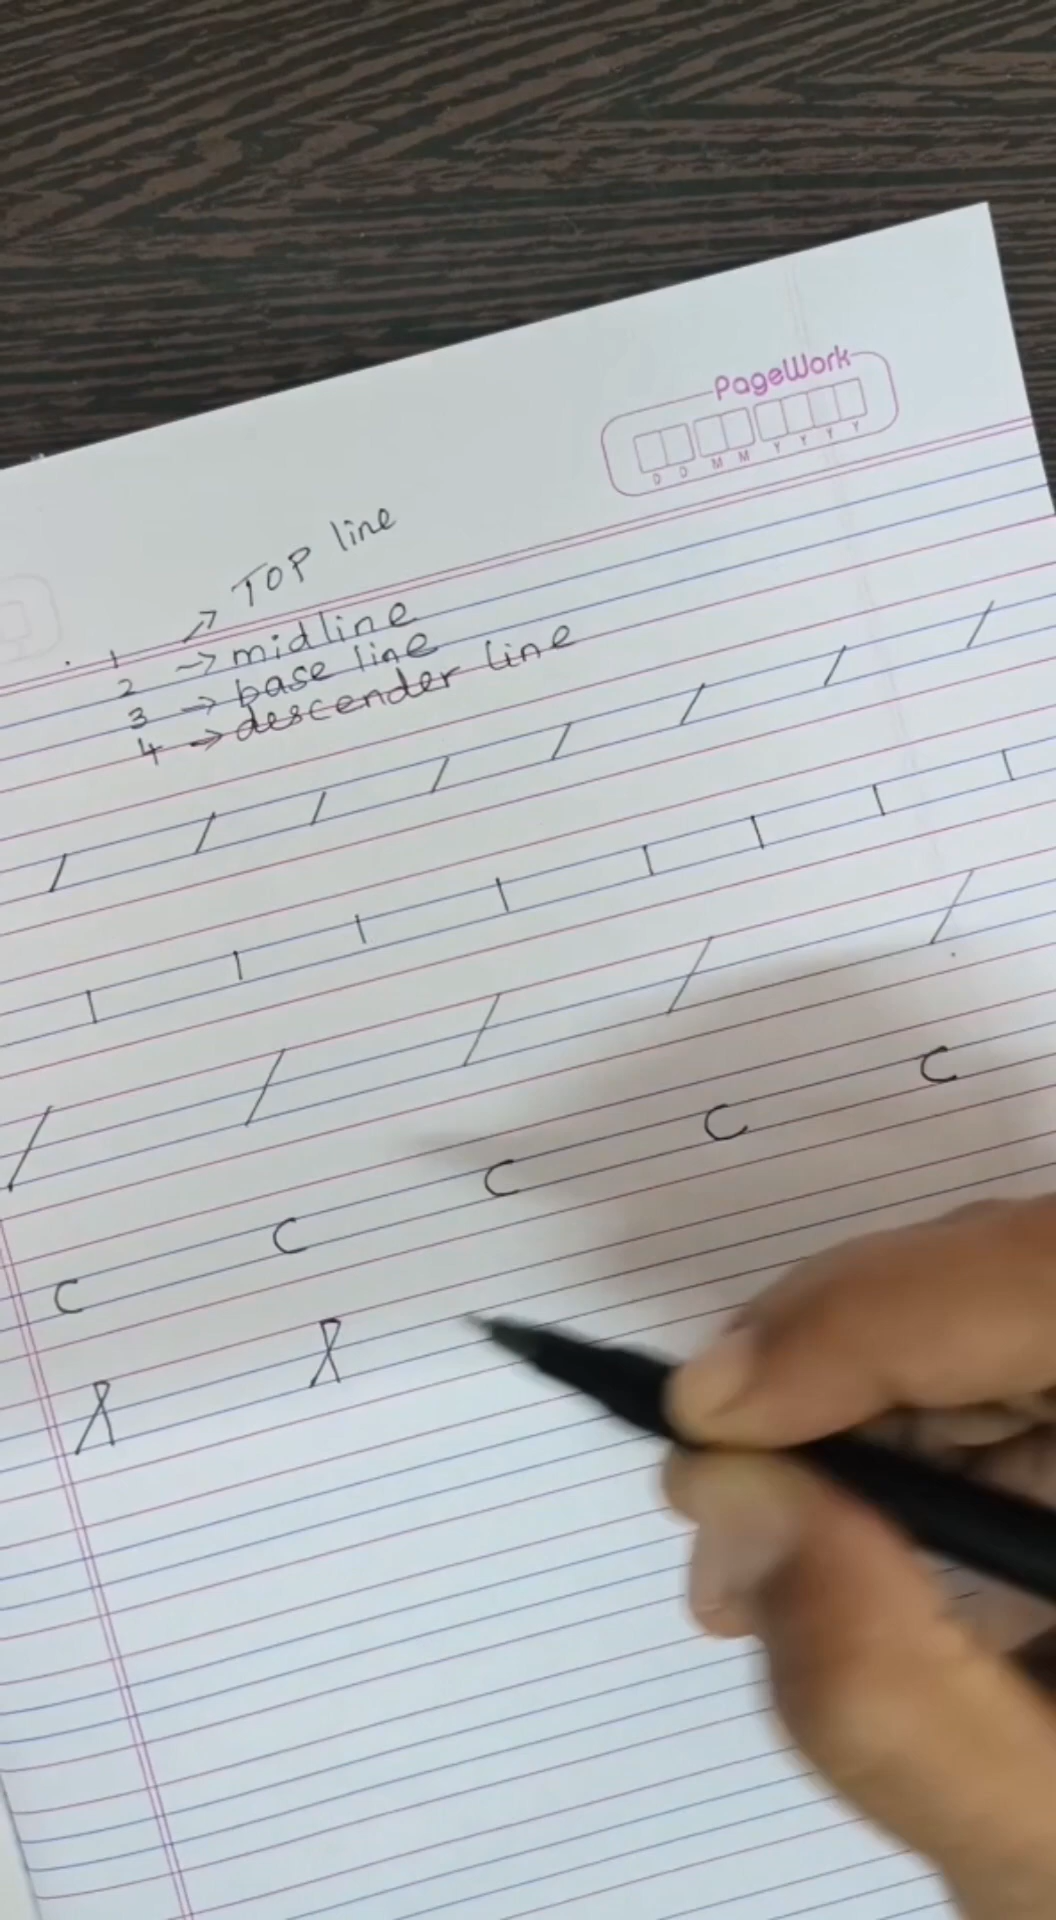 PageWork
D D M M Y Y Y Y
1 → TOP line
2 → midline
3 → base line
4 → descender line
/ / / / / / / /
| | | | | | | |
/ / / / /
C C C C C